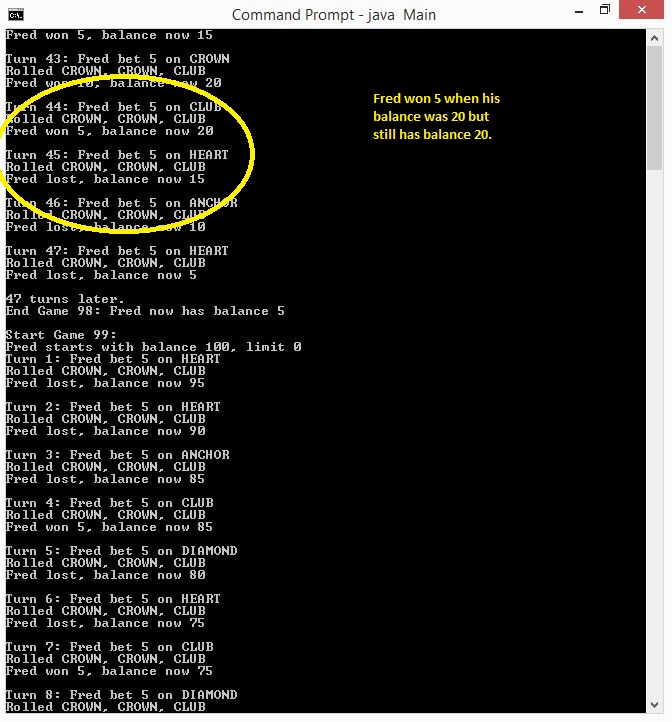 Command Prompt - java  Main
Fred won 5, balance now 15
Turn 43: Fred bet 5 on CROWN
Rolled CROWN, CROWN, CLUB
Fred won 10, balance now 20
Turn 44: Fred bet 5 on CLUB
Rolled CROWN, CROWN, CLUB
Fred won 5, balance now 20
Turn 45: Fred bet 5 on HEART
Rolled CROWN, CROWN, CLUB
Fred lost, balance now 15
Turn 46: Fred bet 5 on ANCHOR
Rolled CROWN, CROWN, CLUB
Fred lost, balance now 10
Turn 47: Fred bet 5 on HEART
Rolled CROWN, CROWN, CLUB
Fred lost, balance now 5
47 turns later.
End Game 98: Fred now has balance 5
Start Game 99:
Fred starts with balance 100, limit 0
Turn 1: Fred bet 5 on HEART
Rolled CROWN, CROWN, CLUB
Fred lost, balance now 95
Turn 2: Fred bet 5 on HEART
Rolled CROWN, CROWN, CLUB
Fred lost, balance now 90
Turn 3: Fred bet 5 on ANCHOR
Rolled CROWN, CROWN, CLUB
Fred lost, balance now 85
Turn 4: Fred bet 5 on CLUB
Rolled CROWN, CROWN, CLUB
Fred won 5, balance now 85
Turn 5: Fred bet 5 on DIAMOND
Rolled CROWN, CROWN, CLUB
Fred lost, balance now 80
Turn 6: Fred bet 5 on HEART
Rolled CROWN, CROWN, CLUB
Fred lost, balance now 75
Turn 7: Fred bet 5 on CLUB
Rolled CROWN, CROWN, CLUB
Fred won 5, balance now 75
Turn 8: Fred bet 5 on DIAMOND
Rolled CROWN, CROWN, CLUB
Fred won 5 when his
balance was 20 but
still has balance 20.